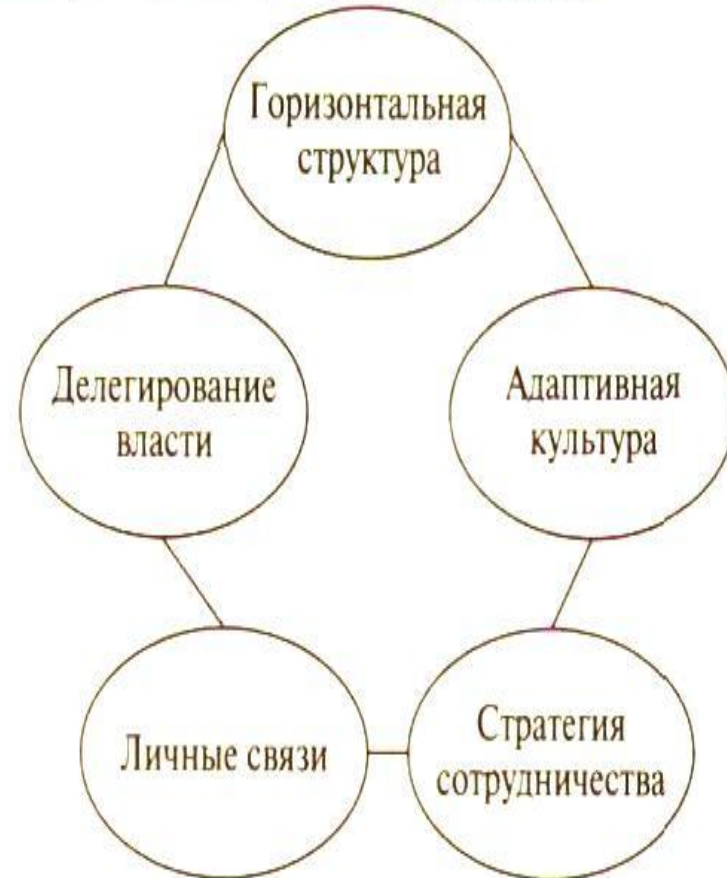 Горизонтальная
структура
Делегирование
власти
Адаптивная
культура
Личные связи
Стратегия
сотрудничества